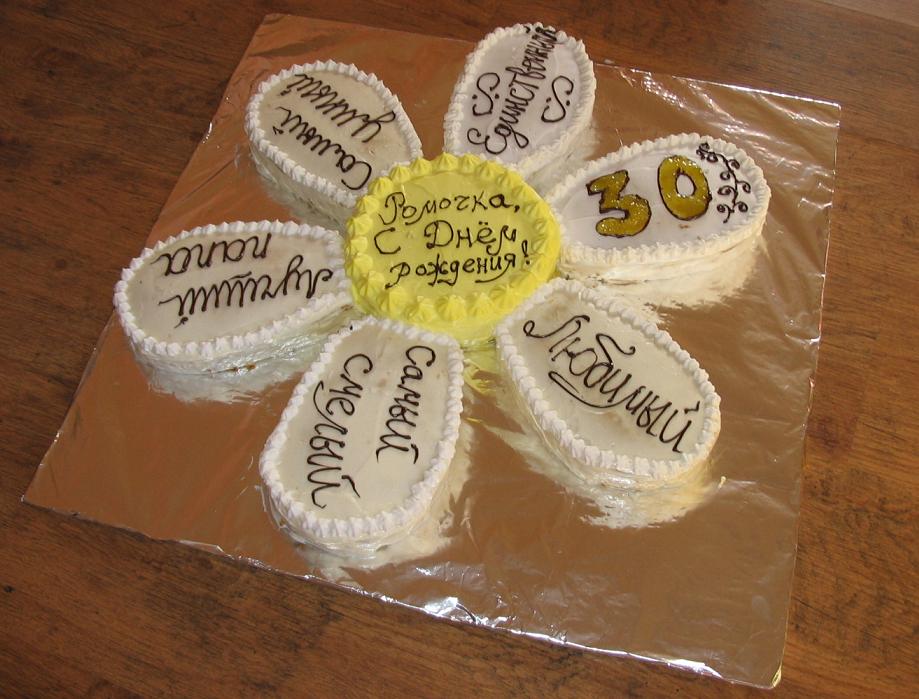 Ромочка,
С Днём
рождения!
30
Любимый
самый
смелый
Лучший
папа
Самый
умный
Единственный